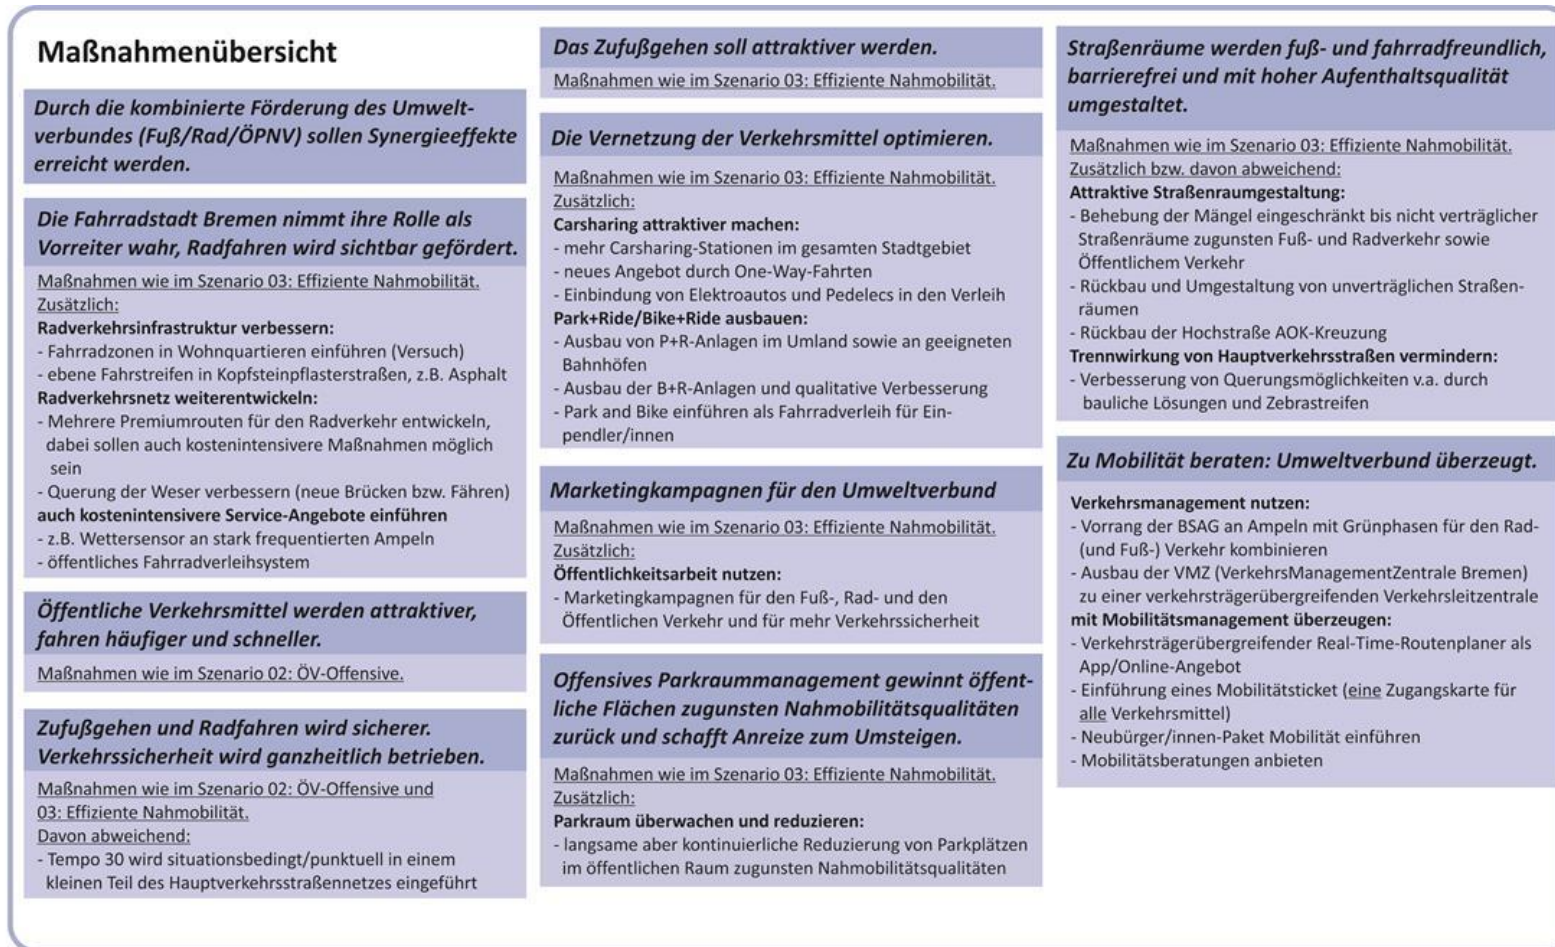 Maßnahmenübersicht
Durch die kombinierte Förderung des Umwelt-
verbundes (Fuß/Rad/ÖPNV) sollen Synergieeffekte
erreicht werden.
Die Fahrradstadt Bremen nimmt ihre Rolle als
Vorreiter wahr, Radfahren wird sichtbar gefördert.
Maßnahmen wie im Szenario 03: Effiziente Nahmobilität.
Zusätzlich:
Radverkehrsinfrastruktur verbessern:
- Fahrradzonen in Wohnquartieren einführen (Versuch)
- ebene Fahrstreifen in Kopfsteinpflasterstraßen, z.B. Asphalt
Radverkehrsnetz weiterentwickeln:
- Mehrere Premiumrouten für den Radverkehr entwickeln,
dabei sollen auch kostenintensivere Maßnahmen möglich
sein
- Querung der Weser verbessern (neue Brücken bzw. Fähren)
auch kostenintensivere Service-Angebote einführen
- z.B. Wettersensor an stark frequentierten Ampeln
- öffentliches Fahrradverleihsystem
Öffentliche Verkehrsmittel werden attraktiver,
fahren häufiger und schneller.
Maßnahmen wie im Szenario 02: ÖV-Offensive.
Zufußgehen und Radfahren wird sicherer.
Verkehrssicherheit wird ganzheitlich betrieben.
Maßnahmen wie im Szenario 02: ÖV-Offensive und
03: Effiziente Nahmobilität.
Davon abweichend:
- Tempo 30 wird situationsbedingt/punktuell in einem
kleinen Teil des Hauptverkehrsstraßennetzes eingeführt
Das Zufußgehen soll attraktiver werden.
Maßnahmen wie im Szenario 03: Effiziente Nahmobilität.
Die Vernetzung der Verkehrsmittel optimieren.
Maßnahmen wie im Szenario 03: Effiziente Nahmobilität.
Zusätzlich:
Carsharing attraktiver machen:
- mehr Carsharing-Stationen im gesamten Stadtgebiet
- neues Angebot durch One-Way-Fahrten
- Einbindung von Elektroautos und Pedelecs in den Verleih
Park+Ride/Bike+Ride ausbauen:
- Ausbau von P+R-Anlagen im Umland sowie an geeigneten
Bahnhöfen
- Ausbau der B+R-Anlagen und qualitative Verbesserung
- Park and Bike einführen als Fahrradverleih für Ein-
pendler/innen
Marketingkampagnen für den Umweltverbund
Maßnahmen wie im Szenario 03: Effiziente Nahmobilität.
Zusätzlich:
Öffentlichkeitsarbeit nutzen:
- Marketingkampagnen für den Fuß-, Rad- und den
Öffentlichen Verkehr und für mehr Verkehrssicherheit
Offensives Parkraummanagement gewinnt öffent-
liche Flächen zugunsten Nahmobilitätsqualitäten
zurück und schafft Anreize zum Umsteigen.
Maßnahmen wie im Szenario 03: Effiziente Nahmobilität.
Zusätzlich:
Parkraum überwachen und reduzieren:
- langsame aber kontinuierliche Reduzierung von Parkplätzen
im öffentlichen Raum zugunsten Nahmobilitätsqualitäten
Straßenräume werden fuß- und fahrradfreundlich,
barrierefrei und mit hoher Aufenthaltsqualität
umgestaltet.
Maßnahmen wie im Szenario 03: Effiziente Nahmobilität.
Zusätzlich bzw. davon abweichend:
Attraktive Straßenraumgestaltung:
- Behebung der Mängel eingeschränkt bis nicht verträglicher
Straßenräume zugunsten Fuß- und Radverkehr sowie
Öffentlichem Verkehr
- Rückbau und Umgestaltung von unverträglichen Straßen-
räumen
- Rückbau der Hochstraße AOK-Kreuzung
Trennwirkung von Hauptverkehrsstraßen vermindern:
- Verbesserung von Querungsmöglichkeiten v.a. durch
bauliche Lösungen und Zebrastreifen
Zu Mobilität beraten: Umweltverbund überzeugt.
Verkehrsmanagement nutzen:
- Vorrang der BSAG an Ampeln mit Grünphasen für den Rad-
(und Fuß-) Verkehr kombinieren
- Ausbau der VMZ (VerkehrsManagementZentrale Bremen)
zu einer verkehrsträgerübergreifenden Verkehrsleitzentrale
mit Mobilitätsmanagement überzeugen:
- Verkehrsträgerübergreifender Real-Time-Routenplaner als
App/Online-Angebot
- Einführung eines Mobilitätsticket (eine Zugangskarte für
alle Verkehrsmittel)
- Neubürger/innen-Paket Mobilität einführen
- Mobilitätsberatungen anbieten